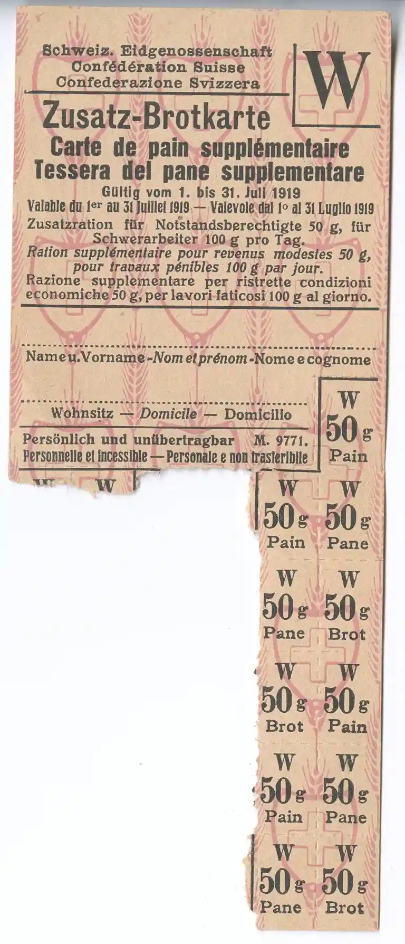 Schweiz. Eidgenossenschaft
Confédération Suisse
Confederazione Svizzera
W
Zusatz-Brotkarte
Carte de pain supplémentaire
Tessera del pane supplementare
Gültig vom 1. bis 31. Juli 1919
Valable du 1er au 31 juillet 1919 — Valevole dal 1o al 31 Luglio 1919
Zusatzration für Notstandsberechtigte 50 g, für
Schwerarbeiter 100 g pro Tag.
Ration supplémentaire pour revenus modestes 50 g,
pour travaux pénibles 100 g par jour.
Razione supplementare per ristrette condizioni
economiche 50 g, per lavori faticosi 100 g al giorno.
Name u. Vorname - Nom et prénom - Nome e cognome
Wohnsitz — Domicile — Domicilio
Persönlich und unübertragbar M. 9771.
Personnelle et incessible — Personale e non trasferibile
W
50 g
Pain
W W
W W
50 g 50 g
Pain Pane
W W
50 g 50 g
Pane Brot
W W
50 g 50 g
Brot Pain
W W
50 g 50 g
Pain Pane
W W
50 g 50 g
Pane Brot